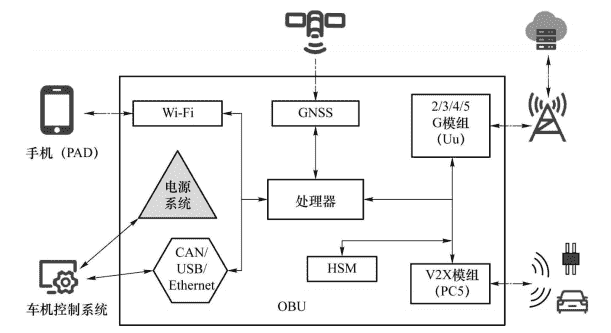 Wi-Fi
GNSS
2/3/4/5
G模组
(Uu)
手机（PAD）
电源
系统
处理器
CAN/
USB/
Ethernet
HSM
V2X模组
(PC5)
车机控制系统
OBU